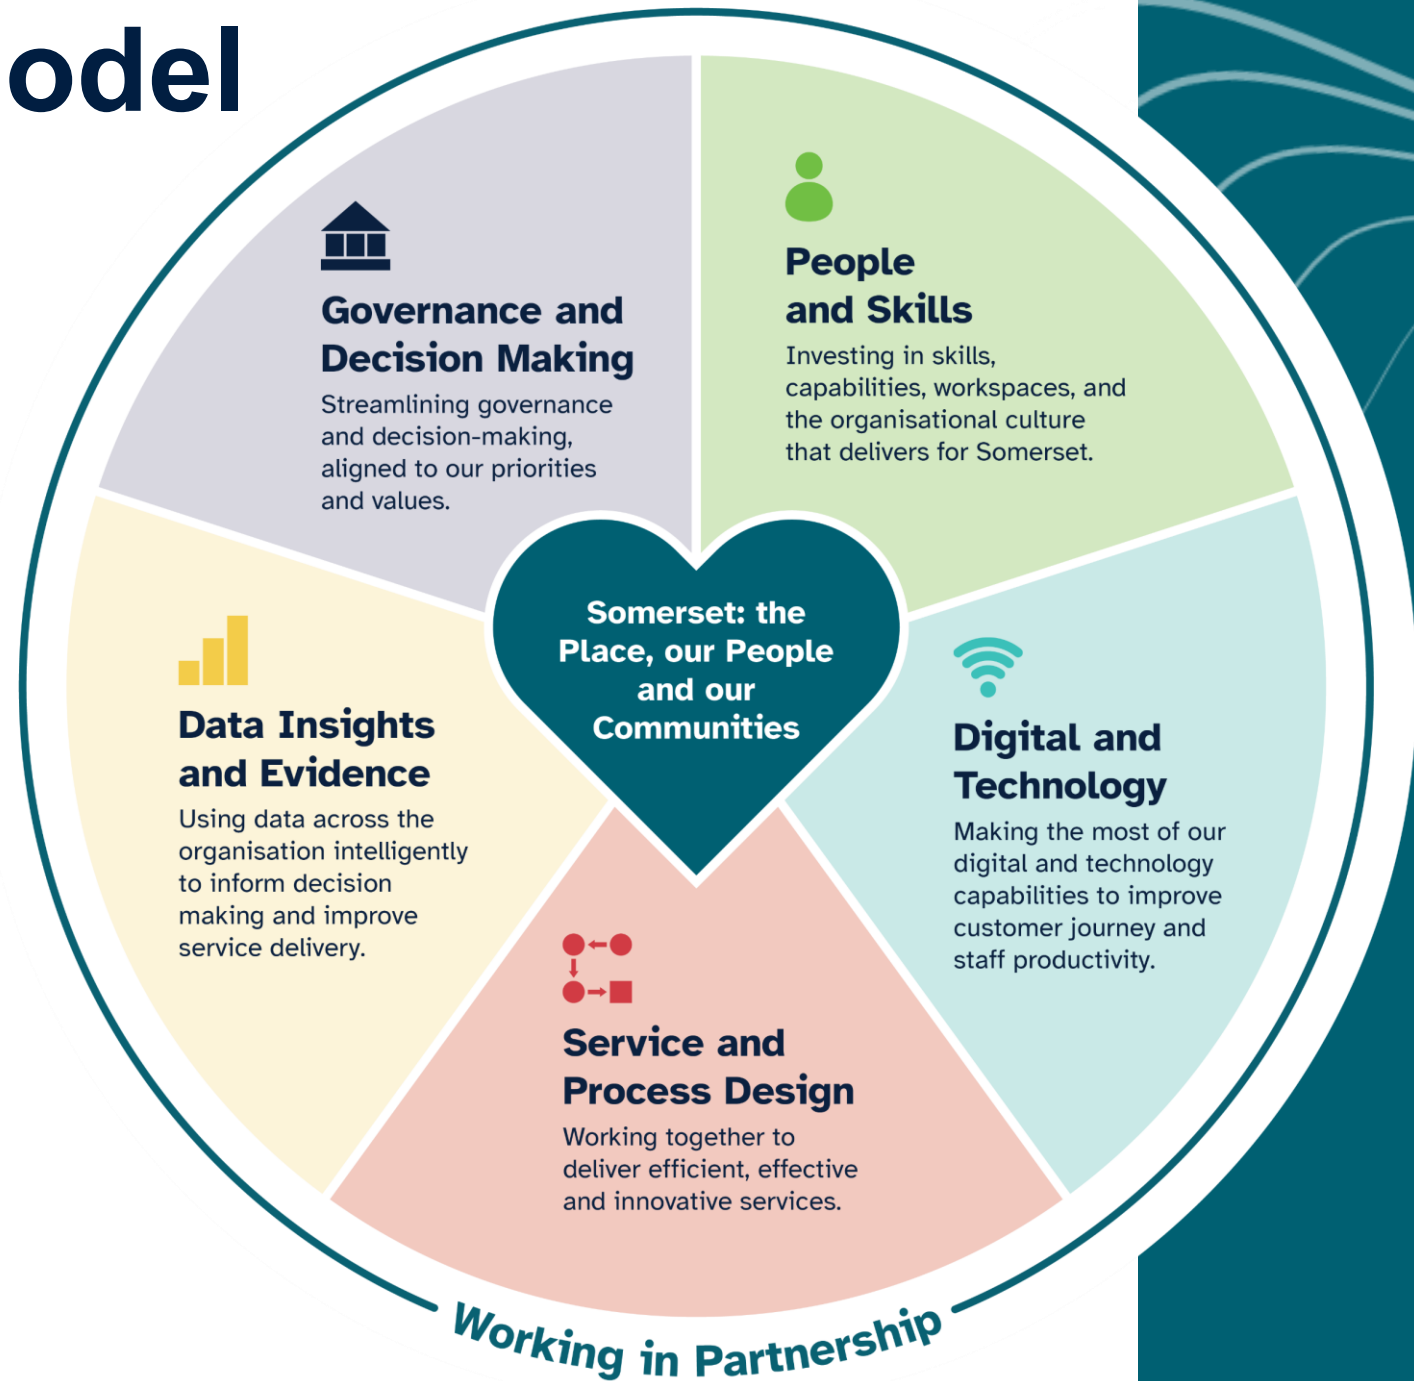 odel
Governance and
Decision Making
Streamlining governance
and decision-making,
aligned to our priorities
and values.
People
and Skills
Investing in skills,
capabilities, workspaces, and
the organisational culture
that delivers for Somerset.
Somerset: the
Place, our People
and our
Communities
Data Insights
and Evidence
Using data across the
organisation intelligently
to inform decision
making and improve
service delivery.
Digital and
Technology
Making the most of our
digital and technology
capabilities to improve
customer journey and
staff productivity.
Service and
Process Design
Working together to
deliver efficient, effective
and innovative services.
Working in Partnership